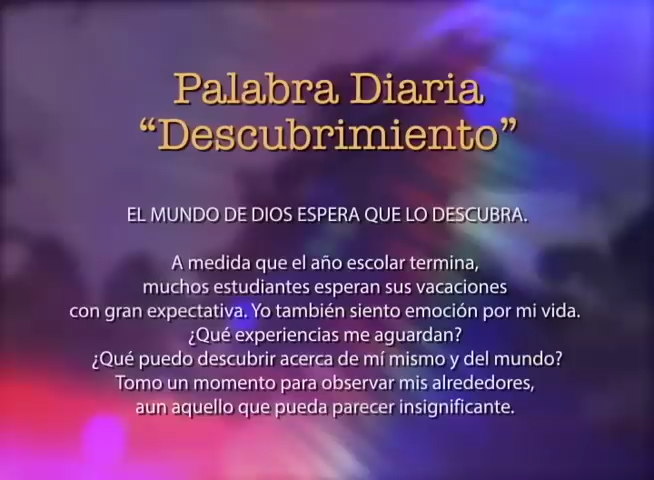 Palabra Diaria
“Descubrimiento”
EL MUNDO DE DIOS ESPERA QUE LO DESCUBRA.
A medida que el año escolar termina,
muchos estudiantes esperan sus vacaciones
con gran expectativa. Yo también siento emoción por mi vida.
¿Qué experiencias me aguardan?
¿Qué puedo descubrir acerca de mí mismo y del mundo?
Tomo un momento para observar mis alrededores,
aun aquello que pueda parecer insignificante.